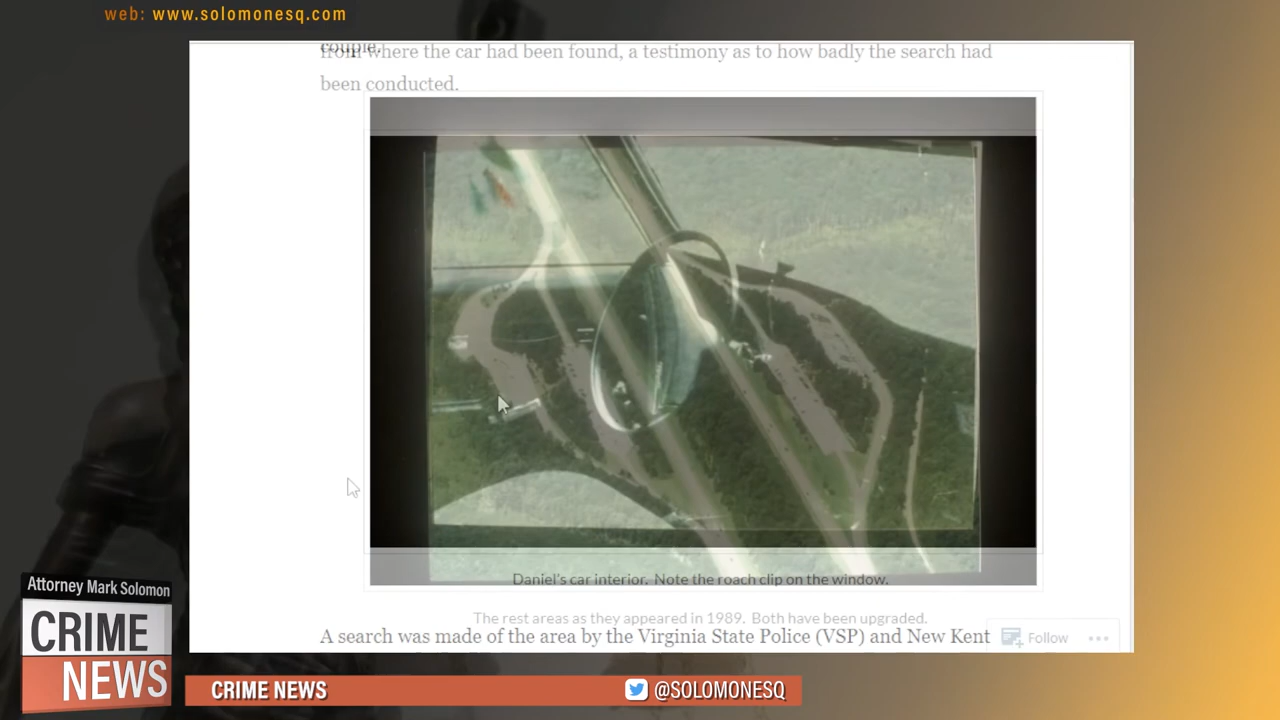 web: www.solomonesq.com
couple.
from where the car had been found, a testimony as to how badly the search had
been conducted.
Daniel's car interior. Note the roach clip on the window.
The rest areas as they appeared in 1989. Both have been upgraded.
A search was made of the area by the Virginia State Police (VSP) and New Kent
Follow
Attorney Mark Solomon
CRIME
NEWS
CRIME NEWS
@SOLOMONESQ